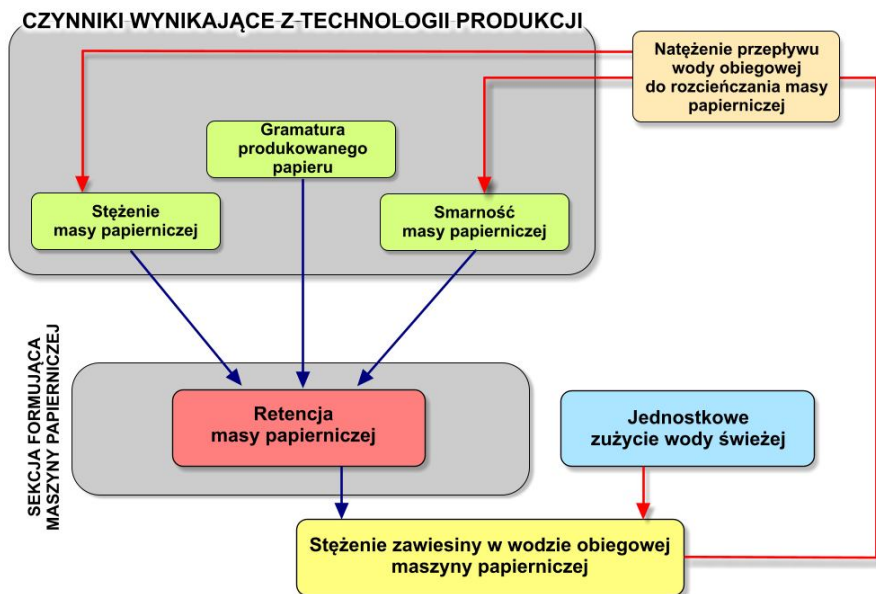 CZYNNIKI WYNIKAJĄCE Z TECHNOLOGII PRODUKCJI
Natężenie przepływu
wody obiegowej
do rozcieńczania masy
papierniczej
Gramatura
produkowanego
papieru
Stężenie
masy papierniczej
Smarność
masy papierniczej
SEKCJA FORMUJĄCA
MASZYNY PAPIERNICZEJ
Retencja
masy papierniczej
Jednostkowe
zużycie wody świeżej
Stężenie zawiesiny w wodzie obiegowej
maszyny papierniczej